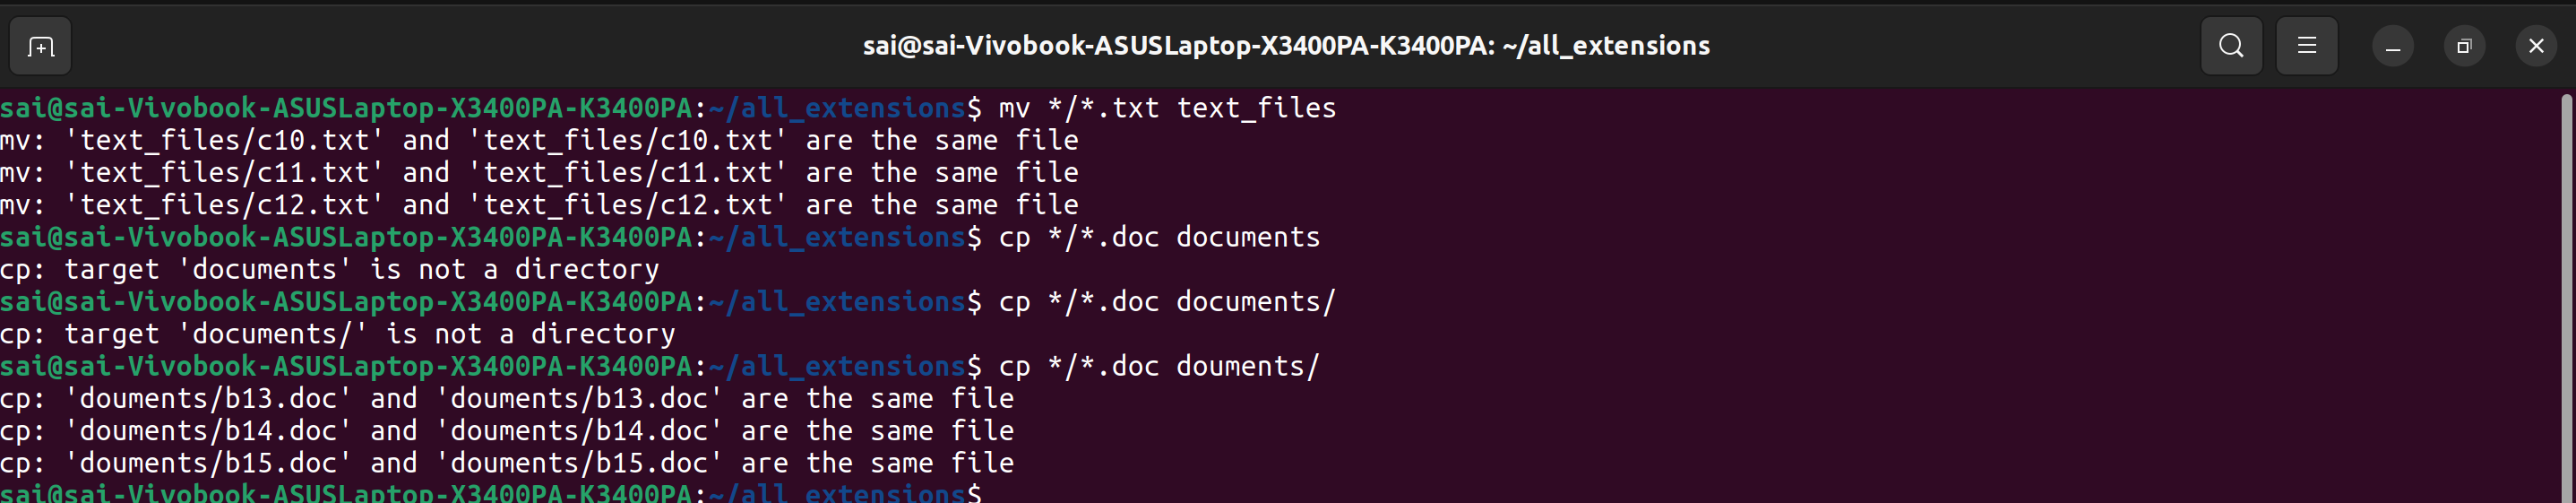 sai@sai-Vivobook-ASUSLaptop-X3400PA-K3400PA: ~/all_extensions
sai@sai-Vivobook-ASUSLaptop-X3400PA-K3400PA:~/all_extensions$ mv */*.txt text_files
mv: 'text_files/c10.txt' and 'text_files/c10.txt' are the same file
mv: 'text_files/c11.txt' and 'text_files/c11.txt' are the same file
mv: 'text_files/c12.txt' and 'text_files/c12.txt' are the same file
sai@sai-Vivobook-ASUSLaptop-X3400PA-K3400PA:~/all_extensions$ cp */*.doc documents
cp: target 'documents' is not a directory
sai@sai-Vivobook-ASUSLaptop-X3400PA-K3400PA:~/all_extensions$ cp */*.doc documents/
cp: target 'documents/' is not a directory
sai@sai-Vivobook-ASUSLaptop-X3400PA-K3400PA:~/all_extensions$ cp */*.doc douments/
cp: 'douments/b13.doc' and 'douments/b13.doc' are the same file
cp: 'douments/b14.doc' and 'douments/b14.doc' are the same file
cp: 'douments/b15.doc' and 'douments/b15.doc' are the same file
sai@sai-Vivobook-ASUSLaptop-X3400PA-K3400PA:~/all_extensions$